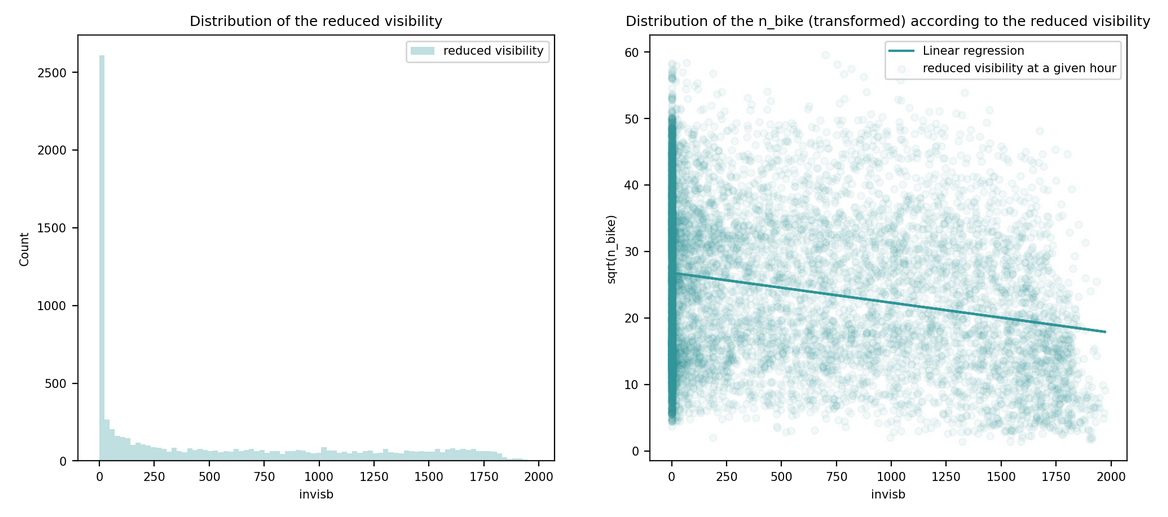 Distribution of the reduced visibility
reduced visibility
Count
2500
2000
1500
1000
500
0
0 250 500 750 1000 1250 1500 1750 2000
invisb
Distribution of the n_bike (transformed) according to the reduced visibility
Linear regression
reduced visibility at a given hour
sqrt(n_bike)
60
50
40
30
20
10
0
0 250 500 750 1000 1250 1500 1750 2000
invisb